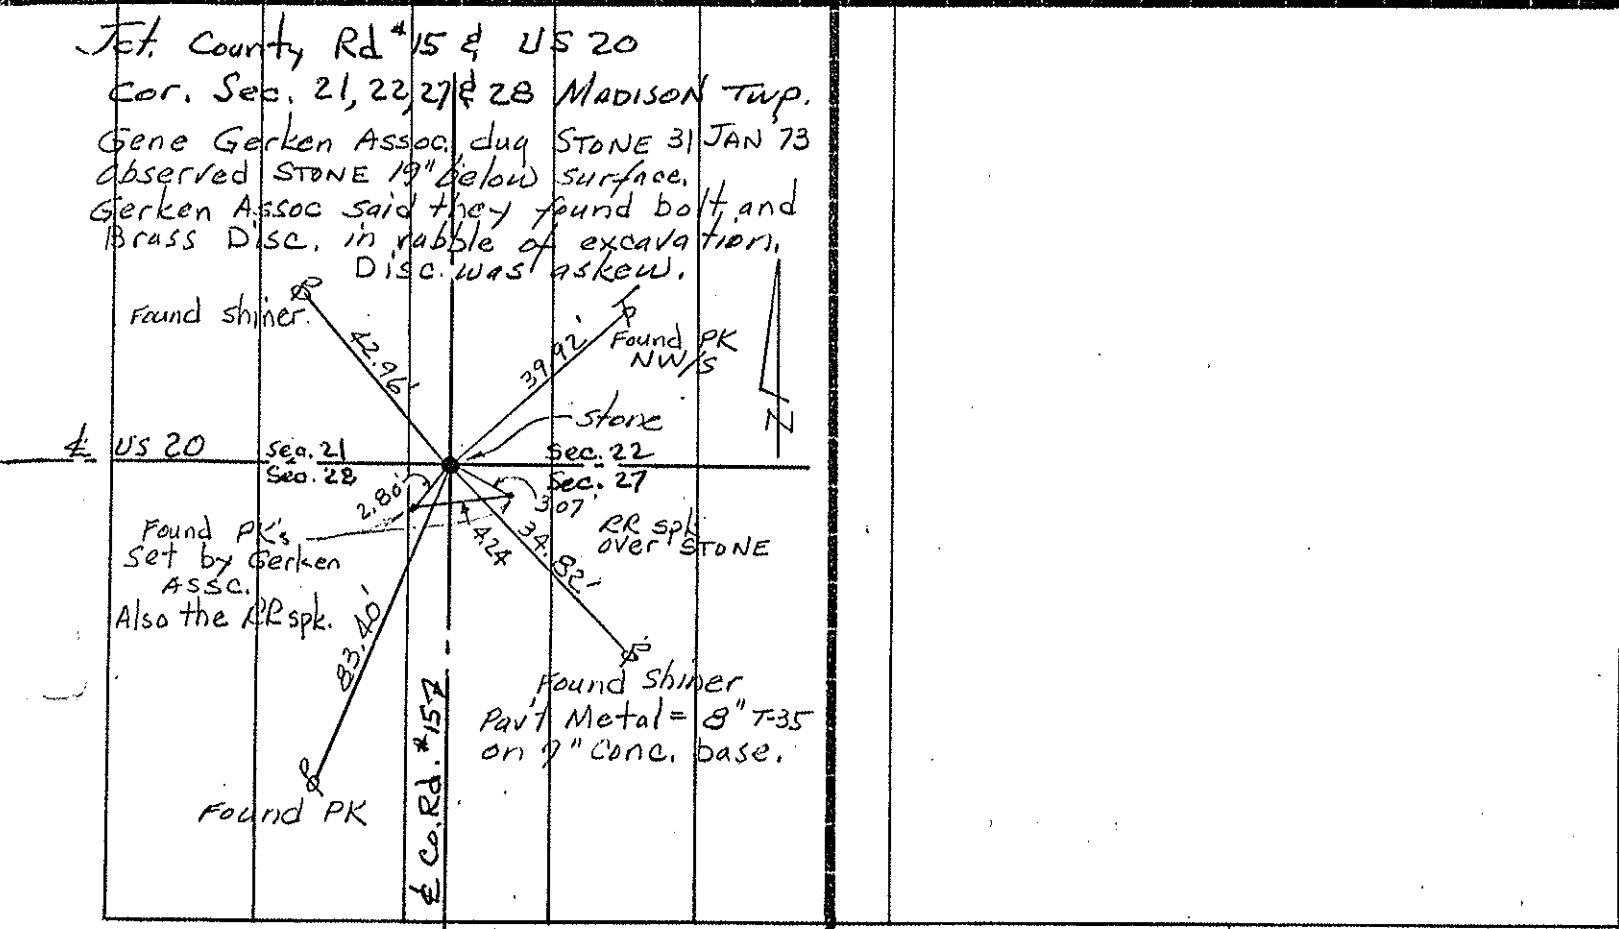 Jct. County Rd #15 & US 20
Cor. Sec. 21, 22, 27 & 28 MADISON Twp.
Gene Gerken Assoc. dug STONE 31 JAN '73
observed STONE 19" below surface.
Gerken Assoc said they found bolt and
Brass Disc. in rubble of excavation.
Disc. was askew.
Found shiner.
42.96'
39.92'
Found PK
NW/S
Stone
N
℄ US 20
Sec. 21
Sec. 22
Sec. 28
Sec. 27
2.80'
3.07'
4.24
34.82'
RR spk
over STONE
Found PK's
set by Gerken
ASSC.
Also the RR spk.
83.40'
Found Shiner
Pav't Metal = 8" T-35
on 7" Conc. base.
℄ Co. Rd. #15
Found PK